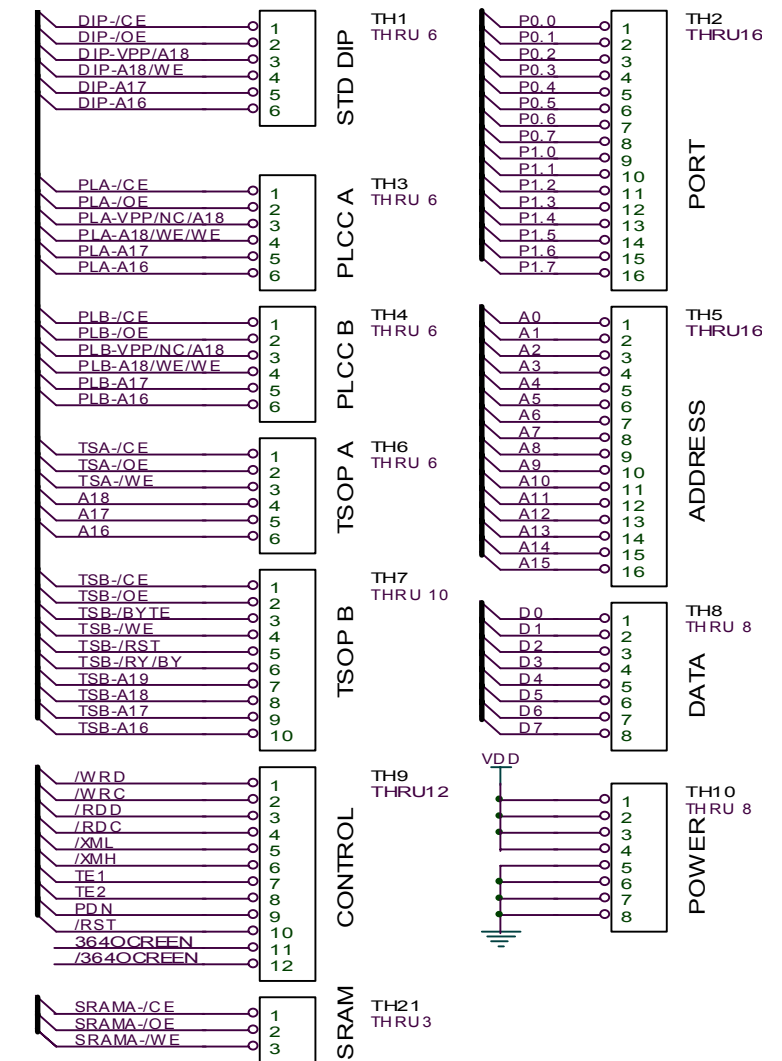 DIP-/CE 1 TH1
DIP-/OE 2 THRU 6
DIP-VPP/A18 3
DIP-A18/WE 4
DIP-A17 5
DIP-A16 6
STD DIP
PLA-/CE 1 TH3
PLA-/OE 2 THRU 6
PLA-VPP/NC/A18 3
PLA-A18/WE/WE 4
PLA-A17 5
PLA-A16 6
PLCC A
PLB-/CE 1 TH4
PLB-/OE 2 THRU 6
PLB-VPP/NC/A18 3
PLB-A18/WE/WE 4
PLB-A17 5
PLB-A16 6
PLCC B
TSA-/CE 1 TH6
TSA-/OE 2 THRU 6
TSA-/WE 3
A18 4
A17 5
A16 6
TSOP A
TSB-/CE 1 TH7
TSB-/OE 2 THRU 10
TSB-/BYTE 3
TSB-/WE 4
TSB-/RST 5
TSB-/RY/BY 6
TSB-A19 7
TSB-A18 8
TSB-A17 9
TSB-A16 10
TSOP B
/WRD 1 TH9
/WRC 2 THRU12
/RDD 3
/RDC 4
/XML 5
/XMH 6
TE1 7
TE2 8
PDN 9
/RST 10
364OCREEN 11
/364OCREEN 12
CONTROL
SRAMA-/CE 1 TH21
SRAMA-/OE 2 THRU3
SRAMA-/WE 3
SRAM
P0.0 1 TH2
P0.1 2 THRU16
P0.2 3
P0.3 4
P0.4 5
P0.5 6
P0.6 7
P0.7 8
P1.0 9
P1.1 10
P1.2 11
P1.3 12
P1.4 13
P1.5 14
P1.6 15
P1.7 16
PORT
A0 1 TH5
A1 2 THRU16
A2 3
A3 4
A4 5
A5 6
A6 7
A7 8
A8 9
A9 10
A10 11
A11 12
A12 13
A13 14
A14 15
A15 16
ADDRESS
D0 1 TH8
D1 2 THRU 8
D2 3
D3 4
D4 5
D5 6
D6 7
D7 8
DATA
VDD
1 TH10
2 THRU 8
3
4
5
6
7
8
POWER